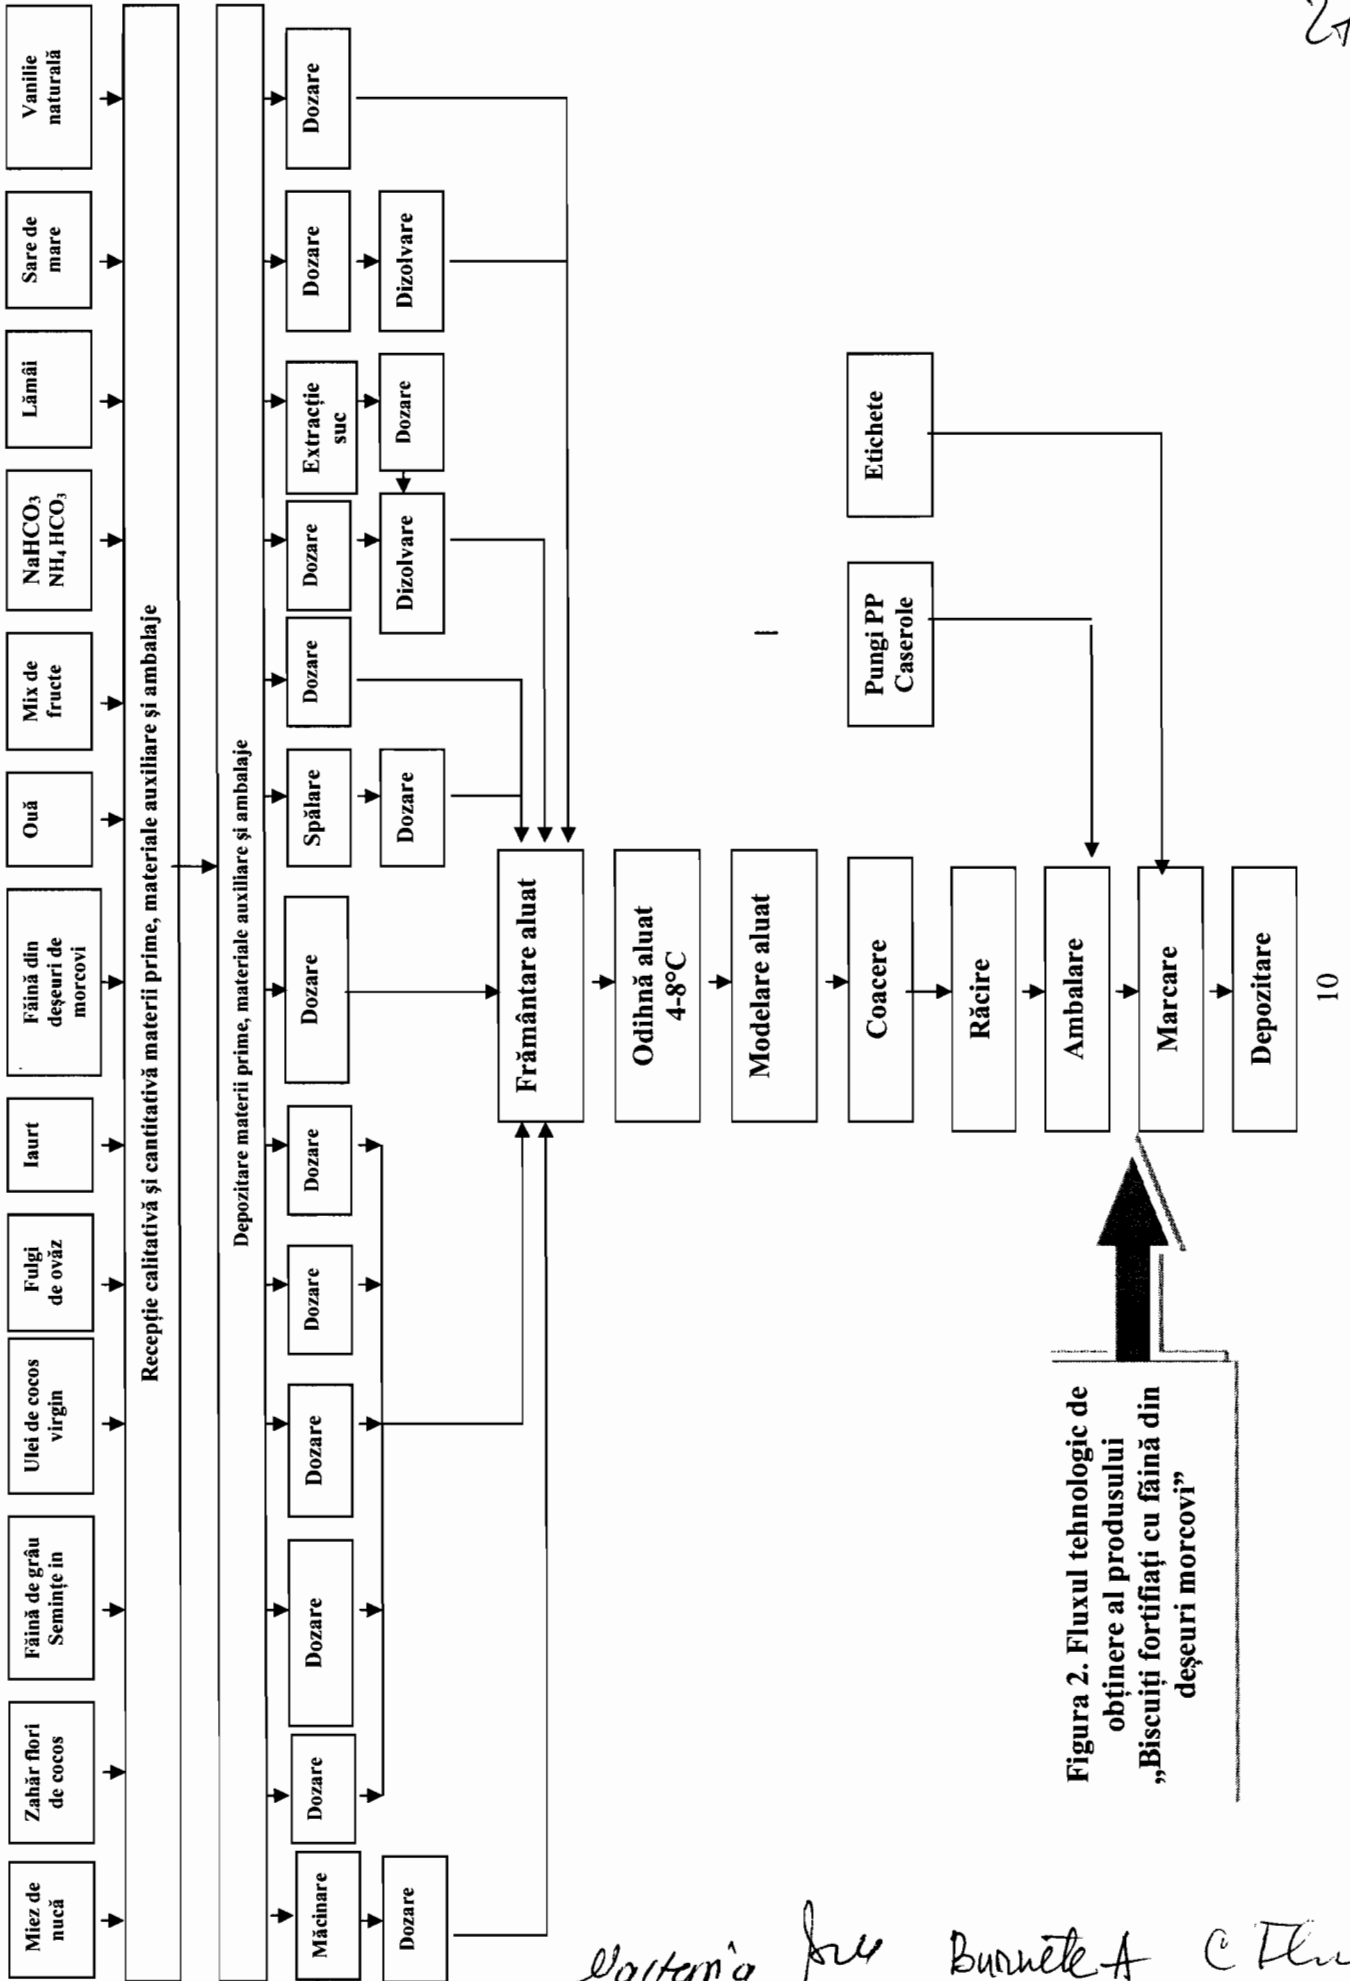 Miez de
nucă
Zahăr flori
de cocos
Făină de grâu
Semințe in
Ulei de cocos
virgin
Fulgi
de ovăz
Iaurt
Făină din
deșeuri de
morcovi
Ouă
Mix de
fructe
NaHCO₃
NH₄HCO₃
Lămâi
Sare de
mare
Vanilie
naturală
Recepție calitativă și cantitativă materii prime, materiale auxiliare și ambalaje
Depozitare materii prime, materiale auxiliare și ambalaje
Măcinare
Dozare
Dozare
Dozare
Dozare
Dozare
Dozare
Spălare
Dozare
Dozare
Extracție
suc
Dozare
Dozare
Dozare
Dozare
Dizolvare
Dozare
Dizolvare
Frământare aluat
Odihnă aluat
4-8°C
Modelare aluat
Coacere
Răcire
Ambalare
Marcare
Depozitare
Pungi PP
Caserole
Etichete
Figura 2. Fluxul tehnologic de
obținere al produsului
„Biscuiți fortifiați cu făină din
deșeuri morcovi”
10
Burnete A